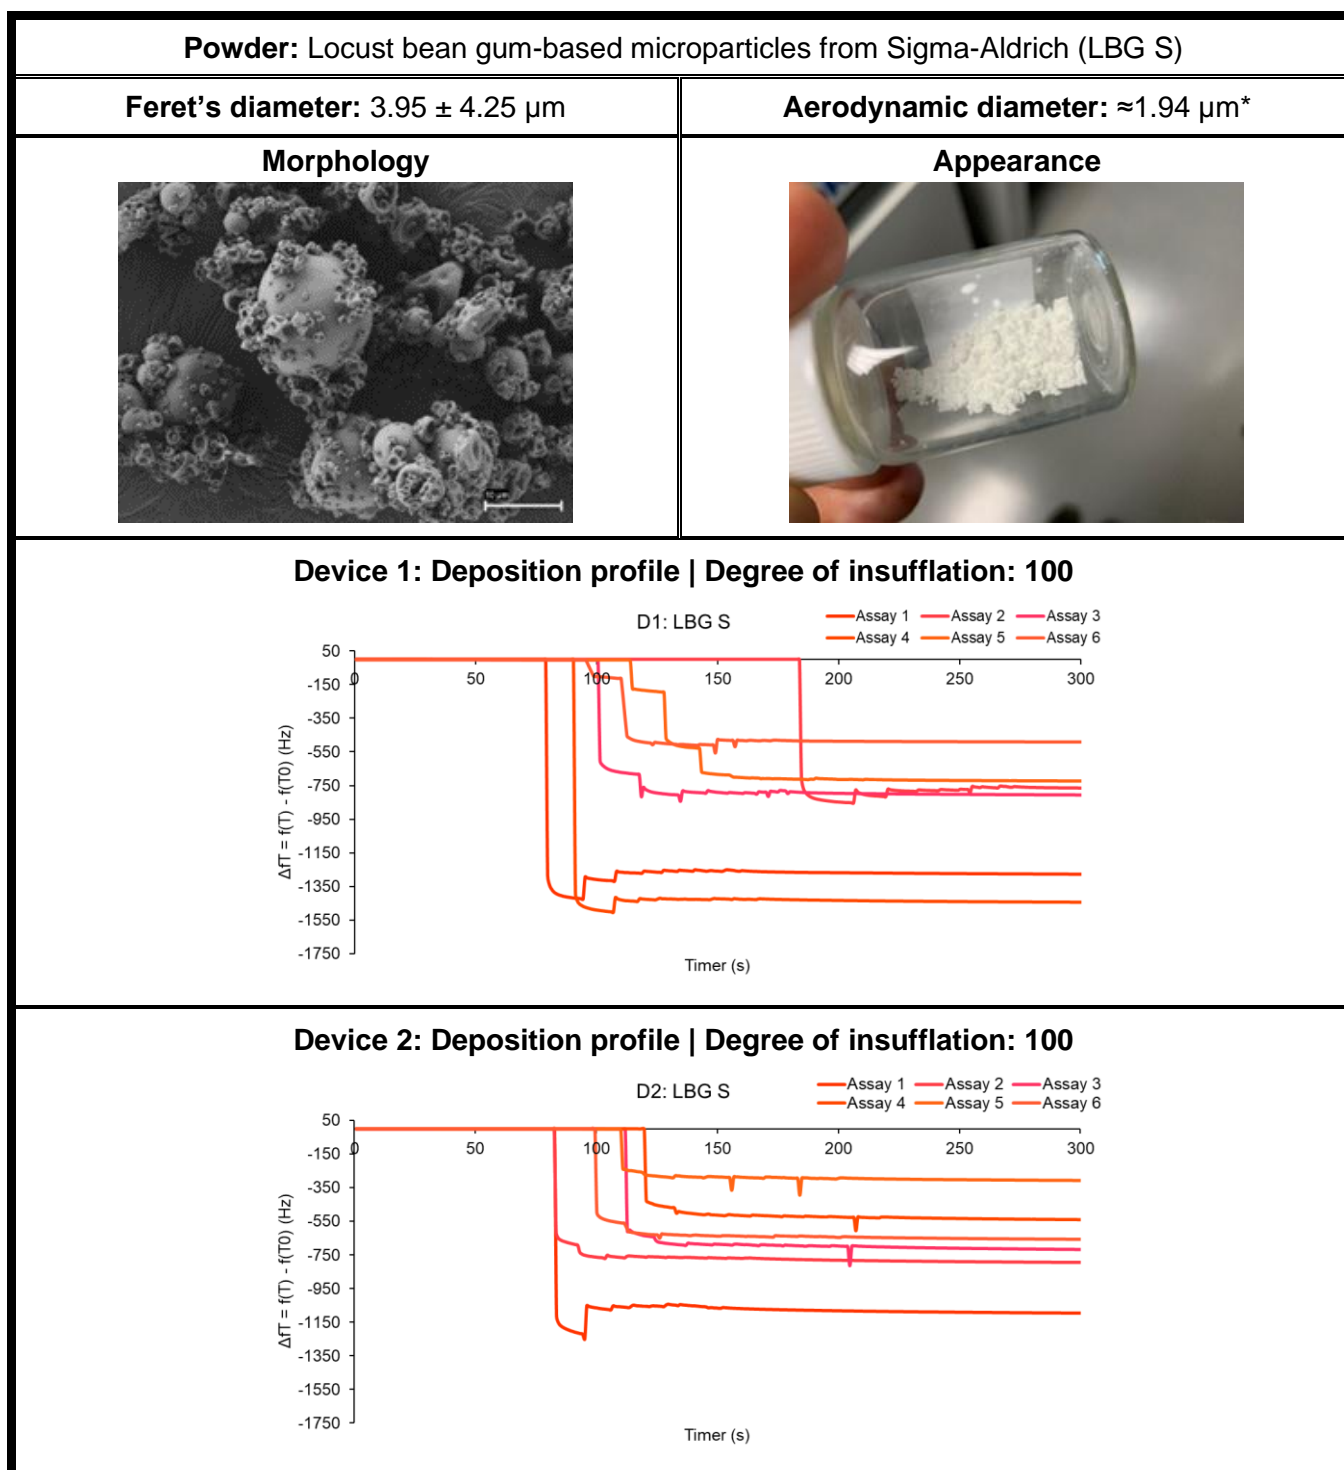 Powder: Locust bean gum-based microparticles from Sigma-Aldrich (LBG S)
Feret's diameter: 3.95 ± 4.25 µm
Aerodynamic diameter: ≈1.94 µm*
Morphology
Appearance
Device 1: Deposition profile | Degree of insufflation: 100
D1: LBG S
Assay 1 Assay 2 Assay 3
Assay 4 Assay 5 Assay 6
50
-150
-350
-550
-750
-950
-1150
-1350
-1550
-1750
0 50 100 150 200 250 300
ΔfT = f(T) - f(T0) (Hz)
Timer (s)
Device 2: Deposition profile | Degree of insufflation: 100
D2: LBG S
Assay 1 Assay 2 Assay 3
Assay 4 Assay 5 Assay 6
50
-150
-350
-550
-750
-950
-1150
-1350
-1550
-1750
0 50 100 150 200 250 300
ΔfT = f(T) - f(T0) (Hz)
Timer (s)